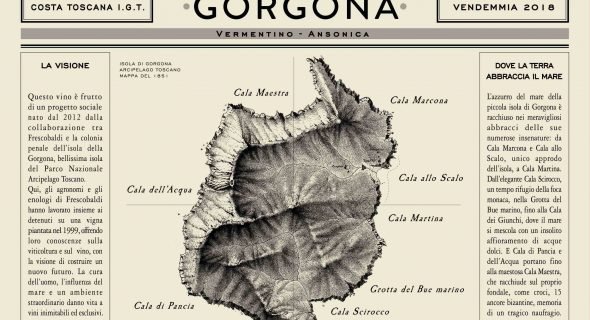 COSTA TOSCANA I.G.T.
·GORGONA·
VENDEMMIA 2018
VERMENTINO - ANSONICA
LA VISIONE
Questo vino è frutto
di un progetto sociale
nato dal 2012 dalla
collaborazione tra
Frescobaldi e la colonia
penale dell'isola della
Gorgona, bellissima isola
del Parco Nazionale
Arcipelago Toscano.
Qui, gli agronomi e gli
enologi di Frescobaldi
hanno lavorato insieme ai
detenuti su una vigna
piantata nel 1999, offrendo
loro conoscenze sulla
viticoltura e sul vino, con
la visione di costruire un
nuovo futuro. La cura
dell'uomo, l'influenza del
mare e un ambiente
straordinario danno vita a
vini inimitabili ed esclusivi.
ISOLA DI GORGONA
ARCIPELAGO TOSCANO
MAPPA DEL 1851
Cala Maestra
Cala Marcona
Cala allo Scalo
Cala dell'Acqua
Cala Martina
Grotta del Bue marino
Cala di Pancia
Cala Scirocco
DOVE LA TERRA
ABBRACCIA IL MARE
L'azzurro del mare della
piccola isola di Gorgona è
racchiuso nei meravigliosi
abbracci delle sue
numerose insenature: da
Cala Marcona e Cala allo
Scalo, unico approdo
dell'isola, a Cala Martina.
Dall'elegante Cala Scirocco,
un tempo rifugio della foca
monaca, nella Grotta del
Bue marino, fino alla Cala
dei Giunchi, dove il mare
si mescola con un insolito
affioramento di acque
dolci. E Cala di Pancia e
dell'Acqua portano fino
alla maestosa Cala Maestra,
che racchiude sul proprio
fondale, come croci, 15
ancore bizantine, memoria
di un tragico naufragio.